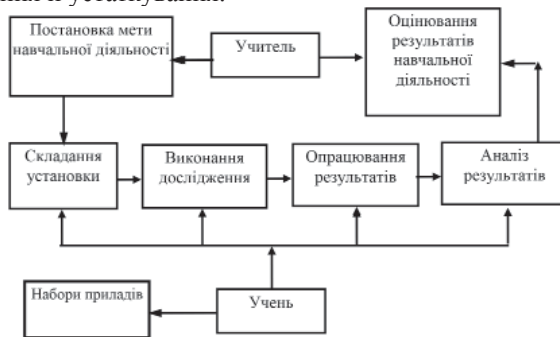 Постановка мети
навчальної діяльності
Учитель
Оцінювання
результатів
навчальної
діяльності
Складання
установки
Виконання
дослідження
Опрацювання
результатів
Аналіз
результатів
Набори приладів
Учень